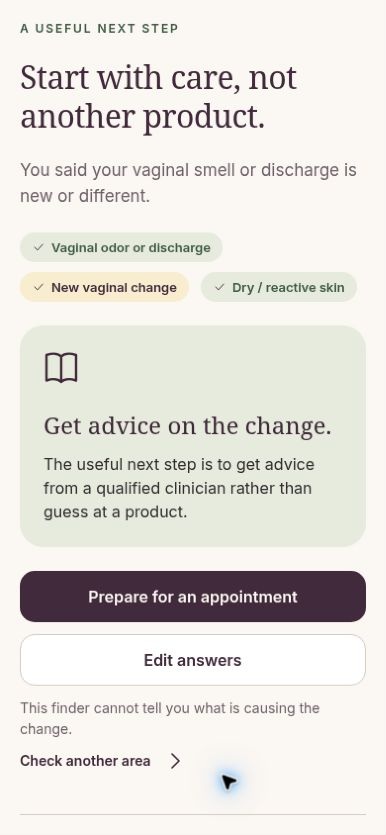 A USEFUL NEXT STEP
Start with care, not
another product.
You said your vaginal smell or discharge is
new or different.
Vaginal odor or discharge
New vaginal change
Dry / reactive skin
Get advice on the change.
The useful next step is to get advice
from a qualified clinician rather than
guess at a product.
Prepare for an appointment
Edit answers
This finder cannot tell you what is causing the
change.
Check another area